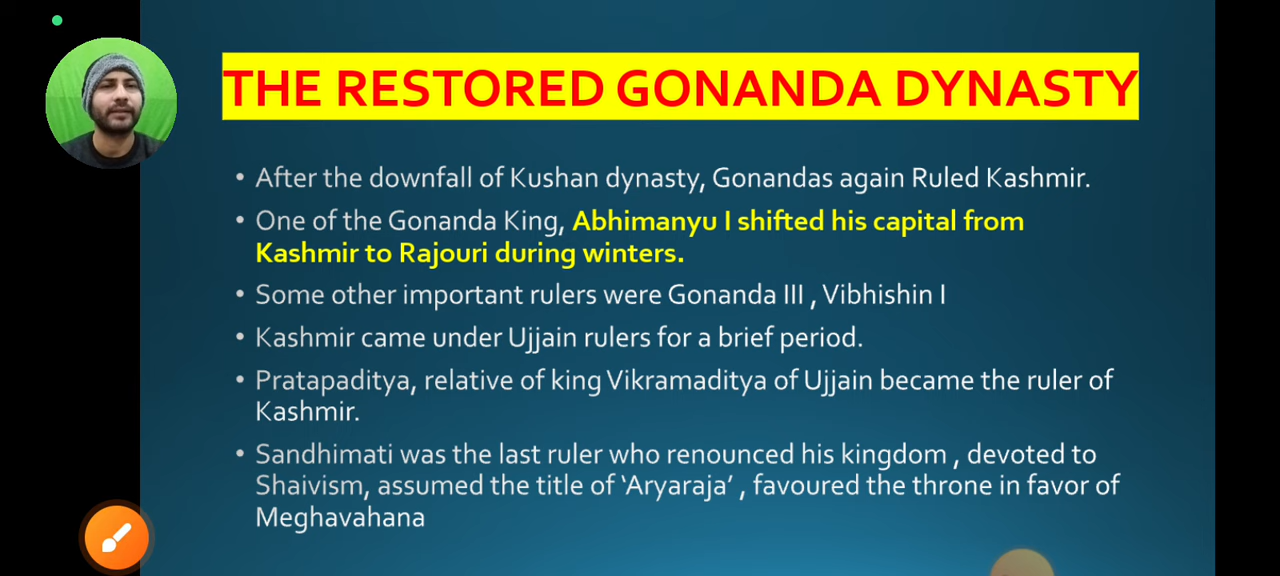 THE RESTORED GONANDA DYNASTY
• After the downfall of Kushan dynasty, Gonandas again Ruled Kashmir.
• One of the Gonanda King, Abhimanyu I shifted his capital from
Kashmir to Rajouri during winters.
• Some other important rulers were Gonanda III , Vibhishin I
• Kashmir came under Ujjain rulers for a brief period.
• Pratapaditya, relative of king Vikramaditya of Ujjain became the ruler of
Kashmir.
• Sandhimati was the last ruler who renounced his kingdom , devoted to
Shaivism, assumed the title of ‘Aryaraja’ , favoured the throne in favor of
Meghavahana